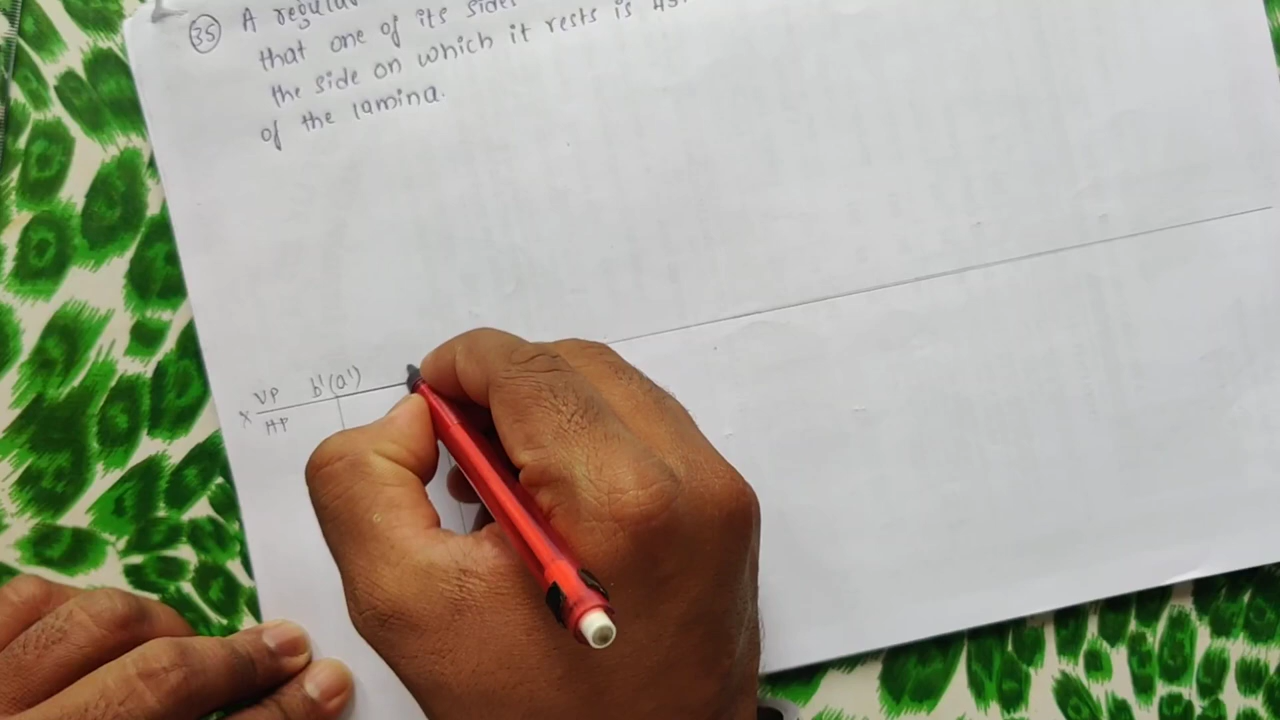 35 A regular
that one of its sides
the side on which it rests is 45°
of the lamina.
VP b'(a')
X
HP